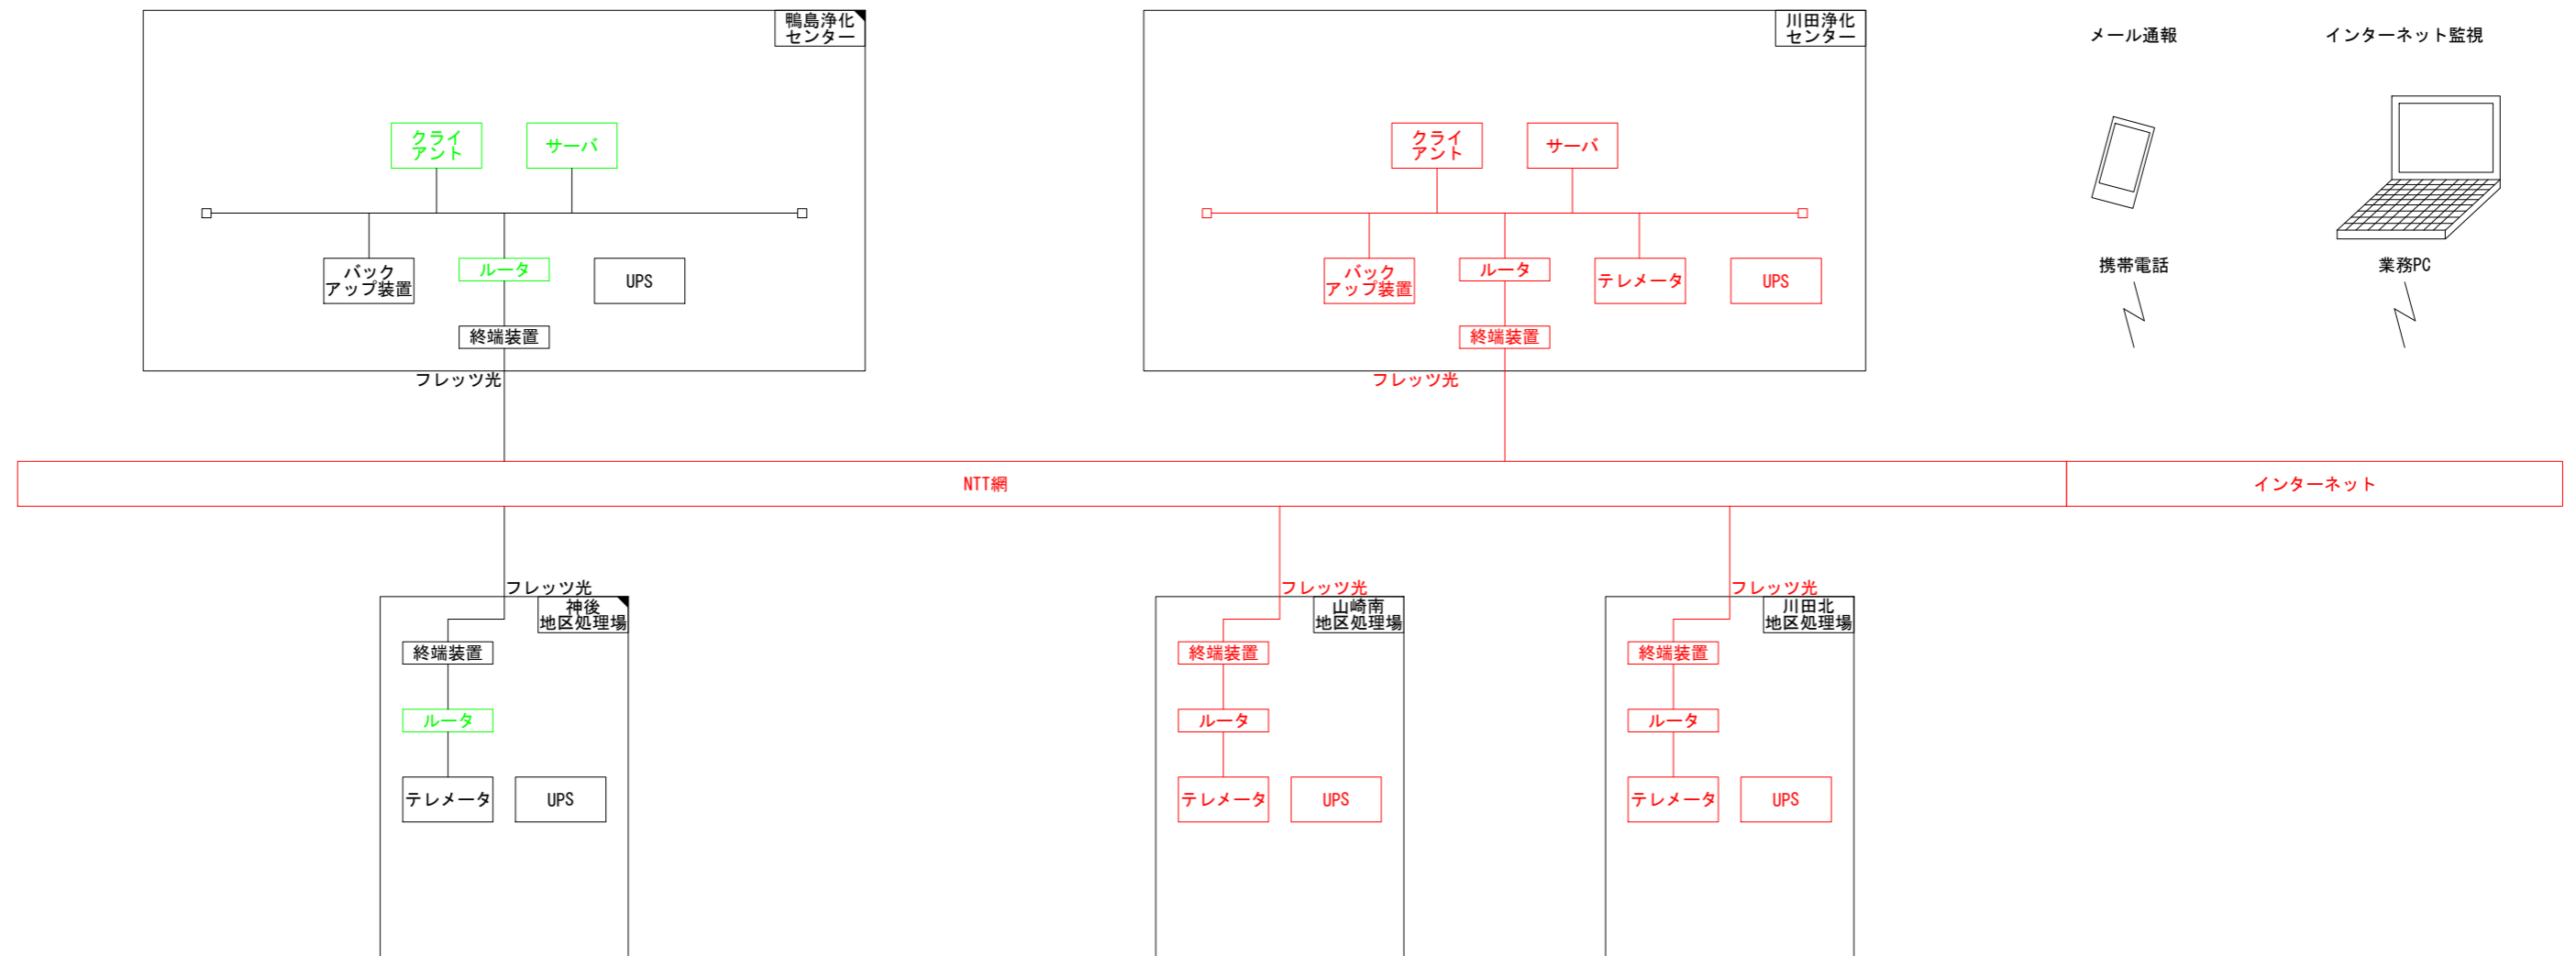 鴨島浄化
センター
川田浄化
センター
メール通報
インターネット監視
クライ
アント
サーバ
クライ
アント
サーバ
バック
アップ装置
ルータ
UPS
バック
アップ装置
ルータ
テレメータ
UPS
携帯電話
業務PC
終端装置
終端装置
フレッツ光
フレッツ光
NTT網
インターネット
フレッツ光
フレッツ光
フレッツ光
神後
地区処理場
山崎南
地区処理場
川田北
地区処理場
終端装置
終端装置
終端装置
ルータ
ルータ
ルータ
テレメータ
UPS
テレメータ
UPS
テレメータ
UPS